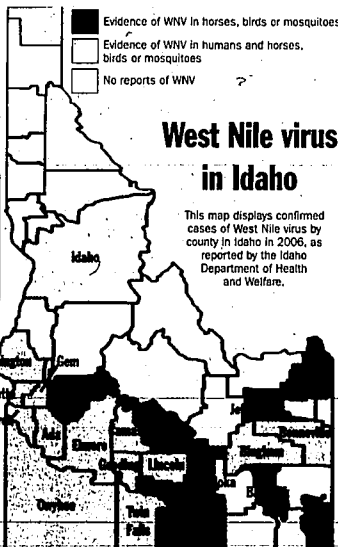 Evidence of WNV in horses, birds or mosquitoes
Evidence of WNV in humans and horses,
birds or mosquitoes
No reports of WNV
West Nile virus
in Idaho
This map displays confirmed
cases of West Nile virus by
county in Idaho in 2006, as
reported by the Idaho
Department of Health
and Welfare.
Idaho
Gem
Ada
Elmore
Gooding
Lincoln
Bonneville
Bingham
Owyhee
Twin
Falls